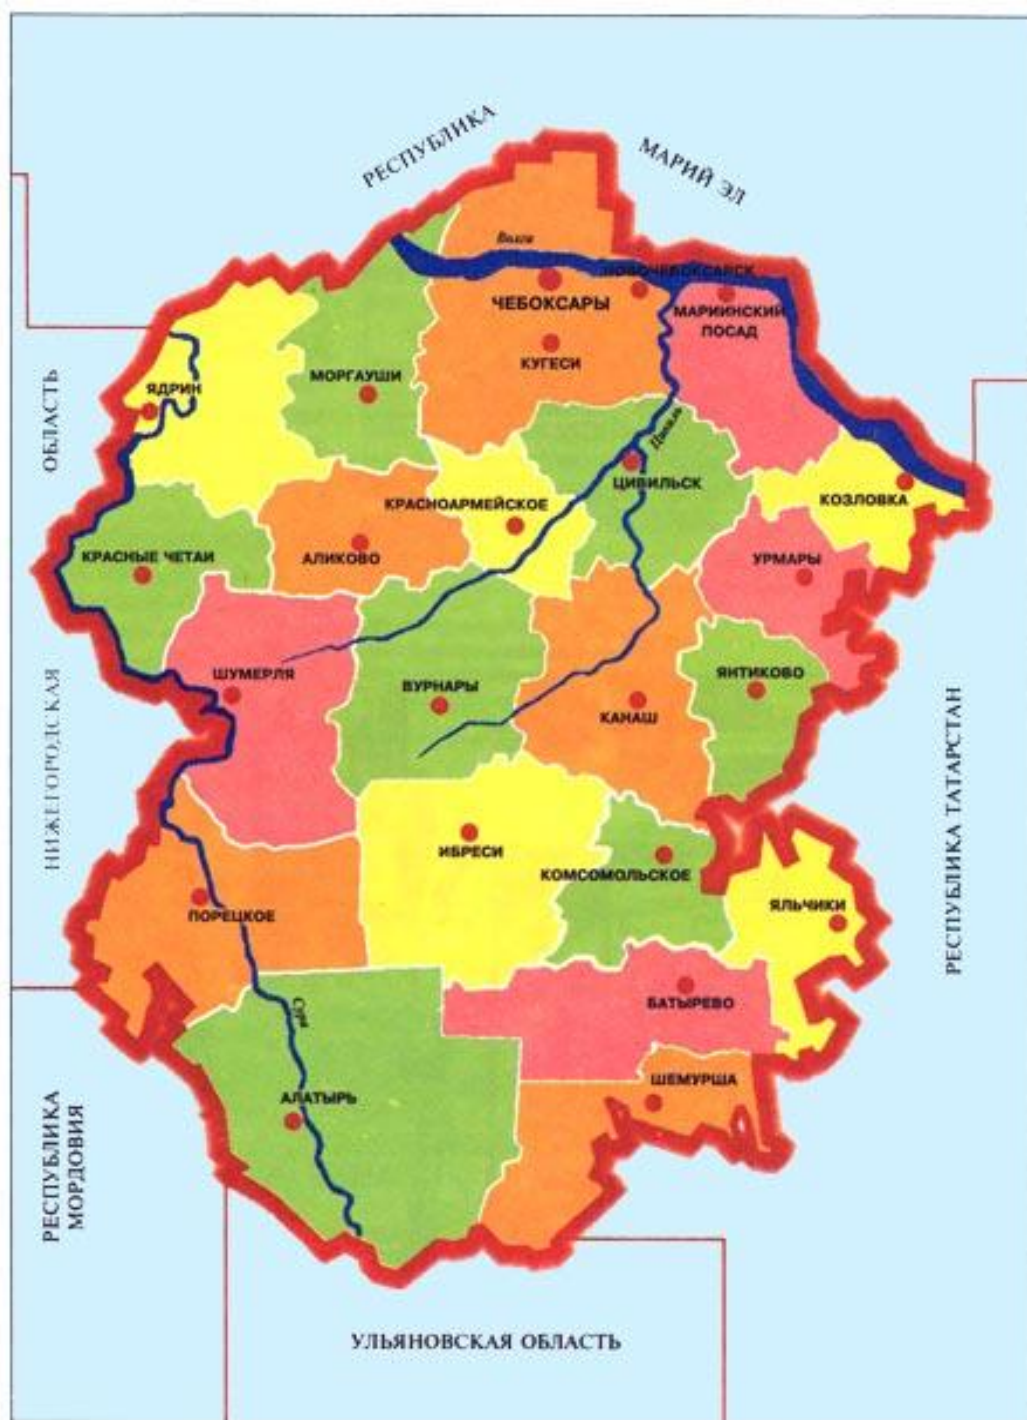 РЕСПУБЛИКА
МАРИЙ ЭЛ
Волга
НОВОЧЕБОКСАРСК
ЧЕБОКСАРЫ
МАРИИНСКИЙ
ПОСАД
КУГЕСИ
МОРГАУШИ
ЯДРИН
ОБЛАСТЬ
Цивиль
ЦИВИЛЬСК
КОЗЛОВКА
КРАСНОАРМЕЙСКОЕ
КРАСНЫЕ ЧЕТАИ
АЛИКОВО
УРМАРЫ
ШУМЕРЛЯ
ВУРНАРЫ
КАНАШ
ЯНТИКОВО
НИЖЕГОРОДСКАЯ
РЕСПУБЛИКА ТАТАРСТАН
ИБРЕСИ
КОМСОМОЛЬСКОЕ
ЯЛЬЧИКИ
ПОРЕЦКОЕ
БАТЫРЕВО
Сура
ШЕМУРША
АЛАТЫРЬ
РЕСПУБЛИКА
МОРДОВИЯ
УЛЬЯНОВСКАЯ ОБЛАСТЬ